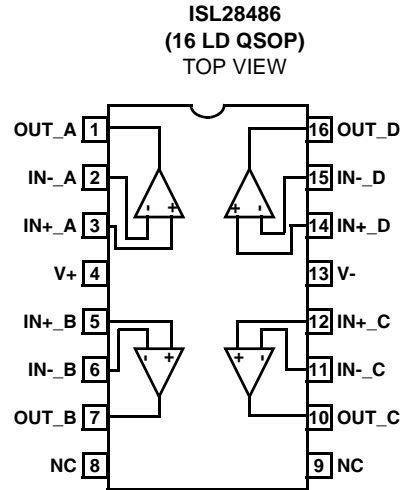 ISL28486
(16 LD QSOP)
TOP VIEW
OUT_A 1 16 OUT_D
IN-_A 2 15 IN-_D
- + + -
IN+_A 3 14 IN+_D
V+ 4 13 V-
IN+_B 5 12 IN+_C
- + + -
IN-_B 6 11 IN-_C
OUT_B 7 10 OUT_C
NC 8 9 NC